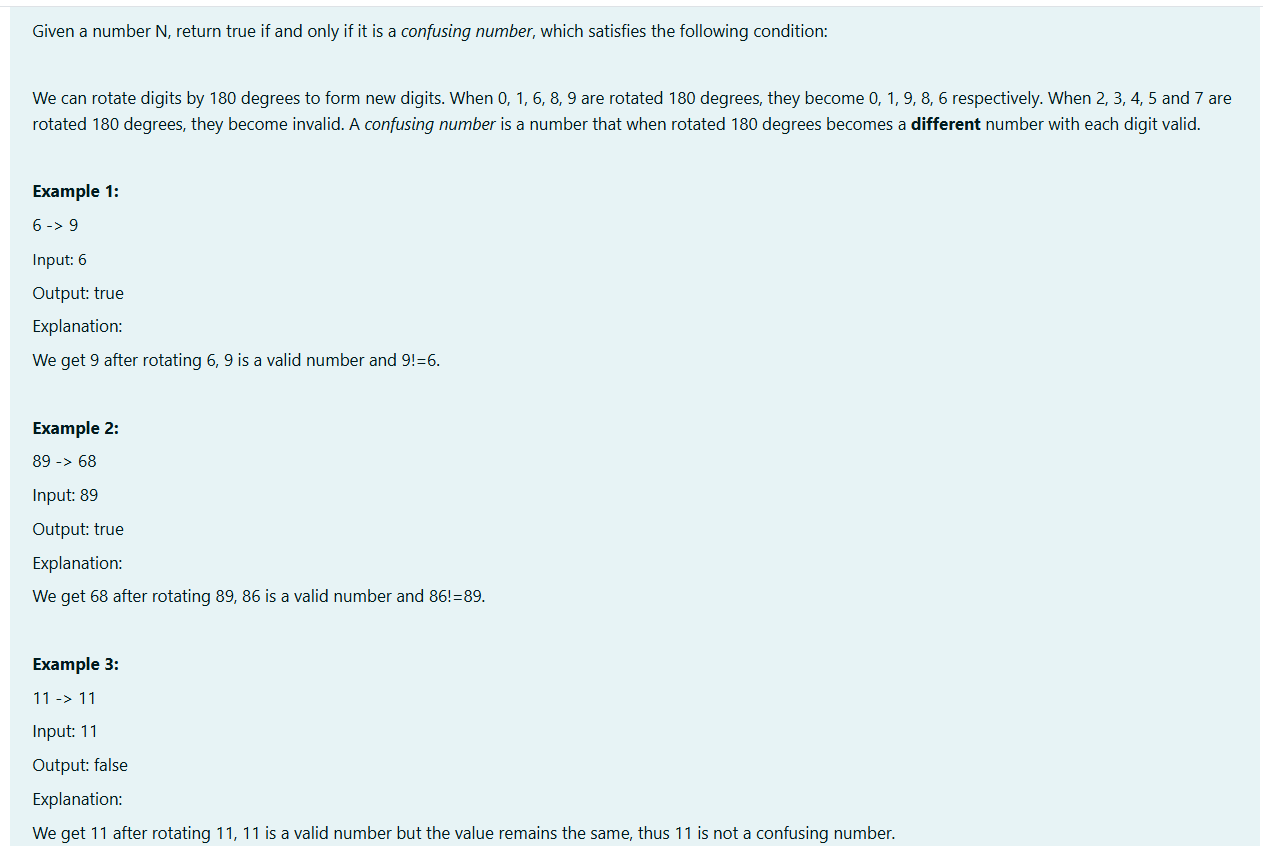 Given a number N, return true if and only if it is a confusing number, which satisfies the following condition:
We can rotate digits by 180 degrees to form new digits. When 0, 1, 6, 8, 9 are rotated 180 degrees, they become 0, 1, 9, 8, 6 respectively. When 2, 3, 4, 5 and 7 are
rotated 180 degrees, they become invalid. A confusing number is a number that when rotated 180 degrees becomes a different number with each digit valid.
Example 1:
6 -> 9
Input: 6
Output: true
Explanation:
We get 9 after rotating 6, 9 is a valid number and 9!=6.
Example 2:
89 -> 68
Input: 89
Output: true
Explanation:
We get 68 after rotating 89, 86 is a valid number and 86!=89.
Example 3:
11 -> 11
Input: 11
Output: false
Explanation:
We get 11 after rotating 11, 11 is a valid number but the value remains the same, thus 11 is not a confusing number.